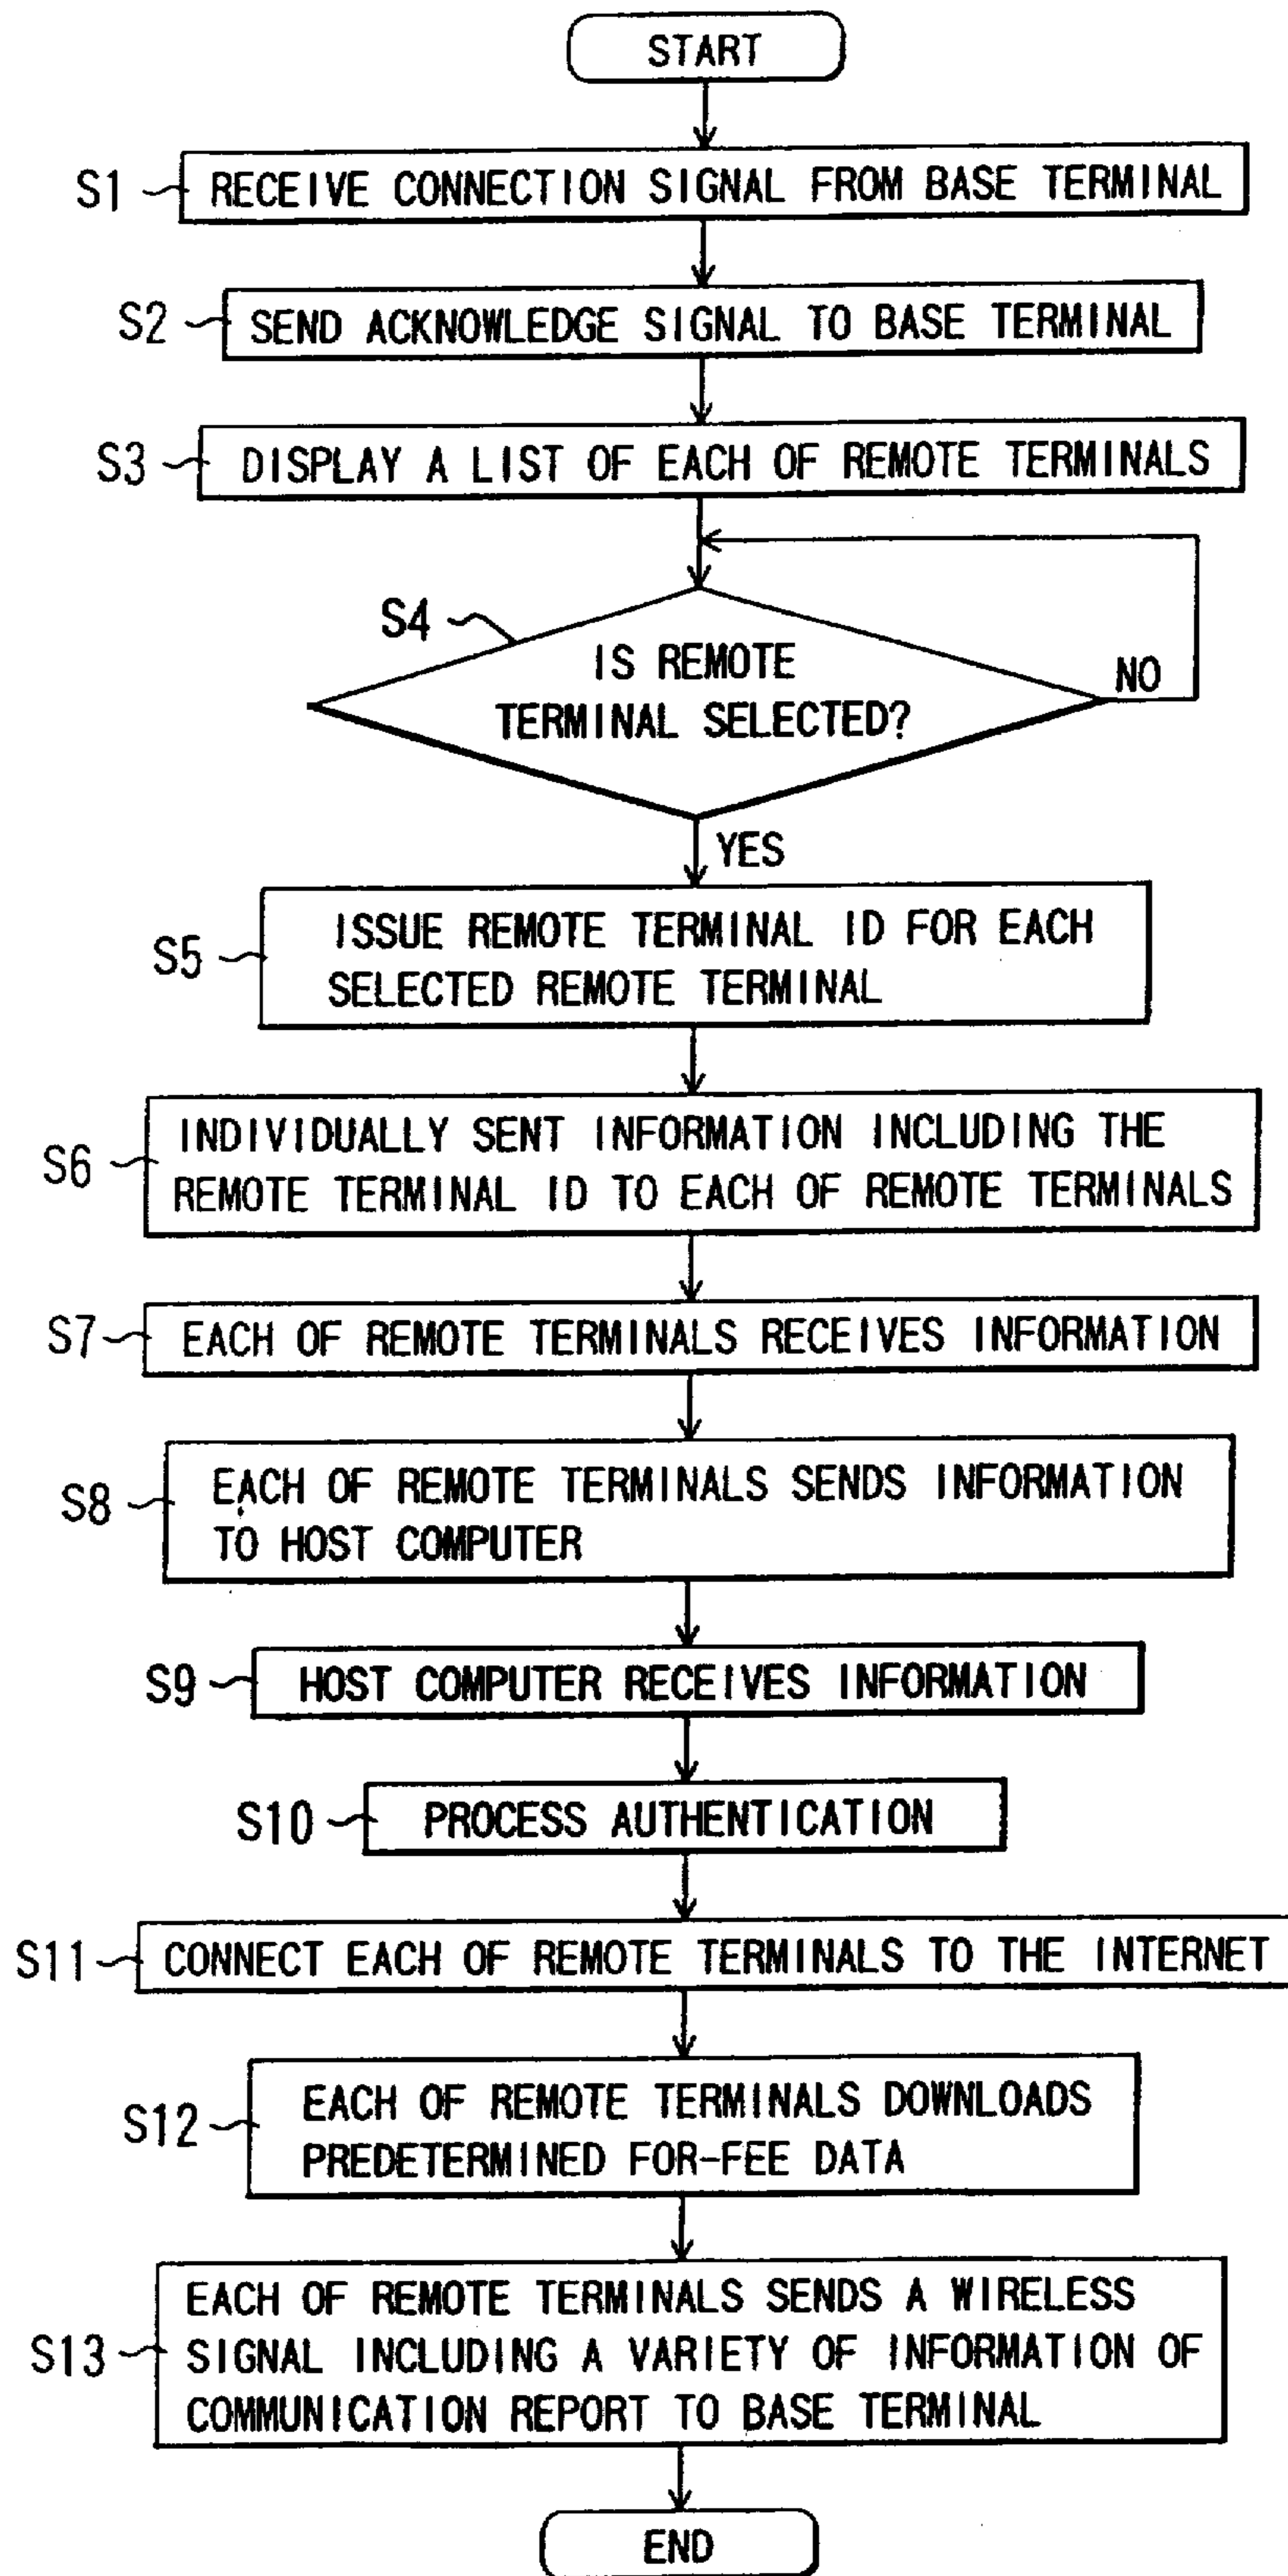 START
S1 RECEIVE CONNECTION SIGNAL FROM BASE TERMINAL
S2 SEND ACKNOWLEDGE SIGNAL TO BASE TERMINAL
S3 DISPLAY A LIST OF EACH OF REMOTE TERMINALS
S4
IS REMOTE
TERMINAL SELECTED?
NO
YES
S5
ISSUE REMOTE TERMINAL ID FOR EACH
SELECTED REMOTE TERMINAL
S6
INDIVIDUALLY SENT INFORMATION INCLUDING THE
REMOTE TERMINAL ID TO EACH OF REMOTE TERMINALS
S7 EACH OF REMOTE TERMINALS RECEIVES INFORMATION
S8
EACH OF REMOTE TERMINALS SENDS INFORMATION
TO HOST COMPUTER
S9 HOST COMPUTER RECEIVES INFORMATION
S10 PROCESS AUTHENTICATION
S11 CONNECT EACH OF REMOTE TERMINALS TO THE INTERNET
S12
EACH OF REMOTE TERMINALS DOWNLOADS
PREDETERMINED FOR-FEE DATA
S13
EACH OF REMOTE TERMINALS SENDS A WIRELESS
SIGNAL INCLUDING A VARIETY OF INFORMATION OF
COMMUNICATION REPORT TO BASE TERMINAL
END